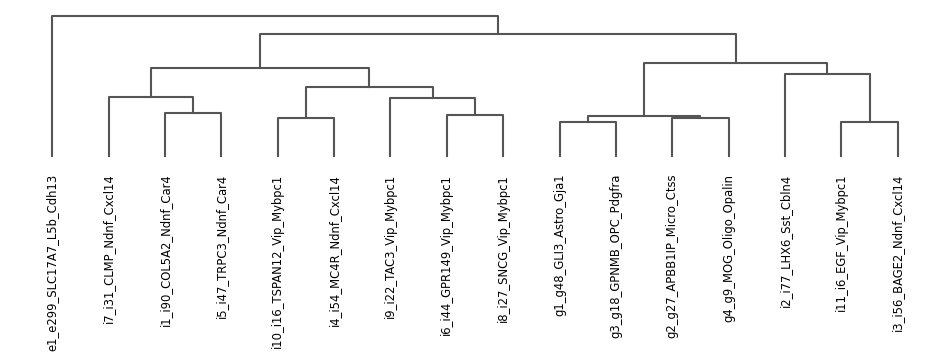 e1_e299_SLC17A7_L5b_Cdh13
i7_i31_CLMP_Ndnf_Cxcl14
i1_i90_COL5A2_Ndnf_Car4
i5_i47_TRPC3_Ndnf_Car4
i10_i16_TSPAN12_Vip_Mybpc1
i4_i54_MC4R_Ndnf_Cxcl14
i9_i22_TAC3_Vip_Mybpc1
i6_i44_GPR149_Vip_Mybpc1
i8_i27_SNCG_Vip_Mybpc1
g1_g48_GLI3_Astro_Gja1
g3_g18_GPNMB_OPC_Pdgfra
g2_g27_APBB1IP_Micro_Ctss
g4_g9_MOG_Oligo_Opalin
i2_i77_LHX6_Sst_Cbln4
i11_i6_EGF_Vip_Mybpc1
i3_i56_BAGE2_Ndnf_Cxcl14